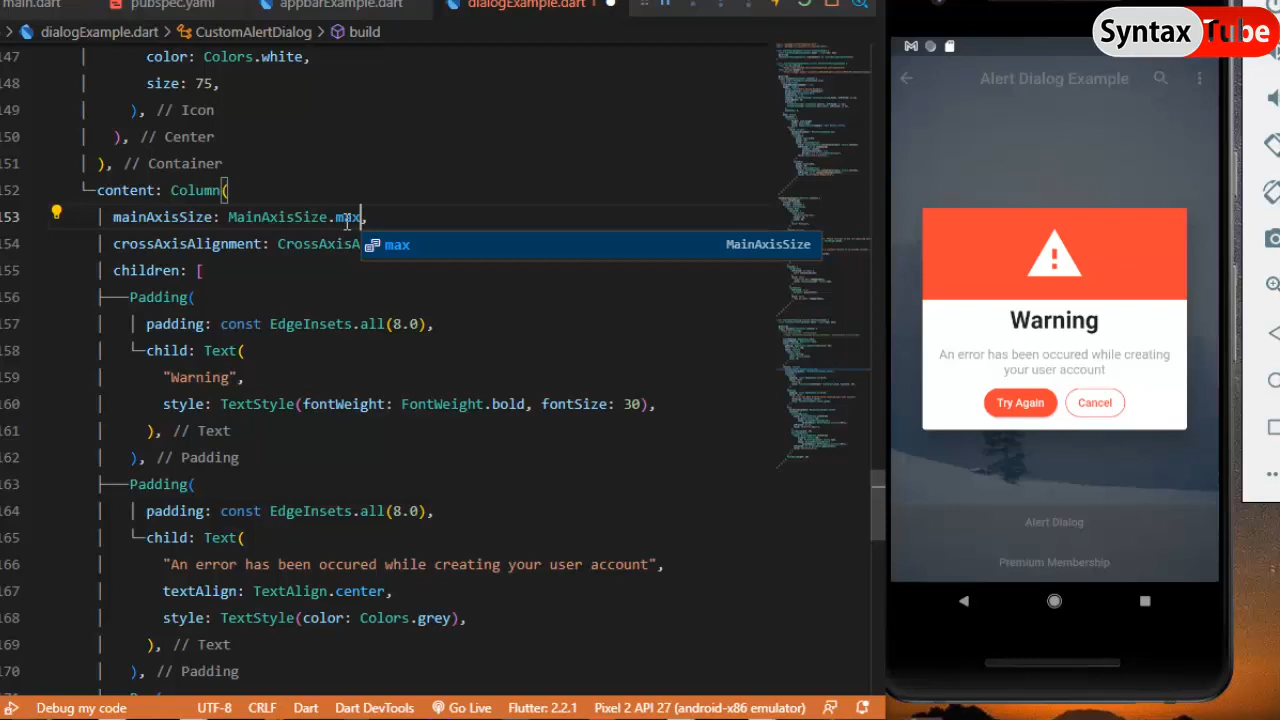 main.dart
pubspec.yaml
appbarExample.dart
dialogExample.dart 1
dialogExample.dart
CustomAlertDialog
build
147 color: Colors.white,
148 size: 75,
149 ), // Icon
150 ), // Center
151 ), // Container
152 content: Column(
153 mainAxisSize: MainAxisSize.max,
154 crossAxisAlignment: CrossAxisA
max MainAxisSize
155 children: [
156 Padding(
157 padding: const EdgeInsets.all(8.0),
158 child: Text(
159 "Warning",
160 style: TextStyle(fontWeight: FontWeight.bold, fontSize: 30),
161 ), // Text
162 ), // Padding
163 Padding(
164 padding: const EdgeInsets.all(8.0),
165 child: Text(
166 "An error has been occured while creating your user account",
167 textAlign: TextAlign.center,
168 style: TextStyle(color: Colors.grey),
169 ), // Text
170 ), // Padding
Debug my code
UTF-8
CRLF
Dart
Dart DevTools
Go Live
Flutter: 2.2.1
Pixel 2 API 27 (android-x86 emulator)
Syntax Tube
Alert Dialog Example
Warning
An error has been occured while creating
your user account
Try Again
Cancel
Alert Dialog
Premium Membership